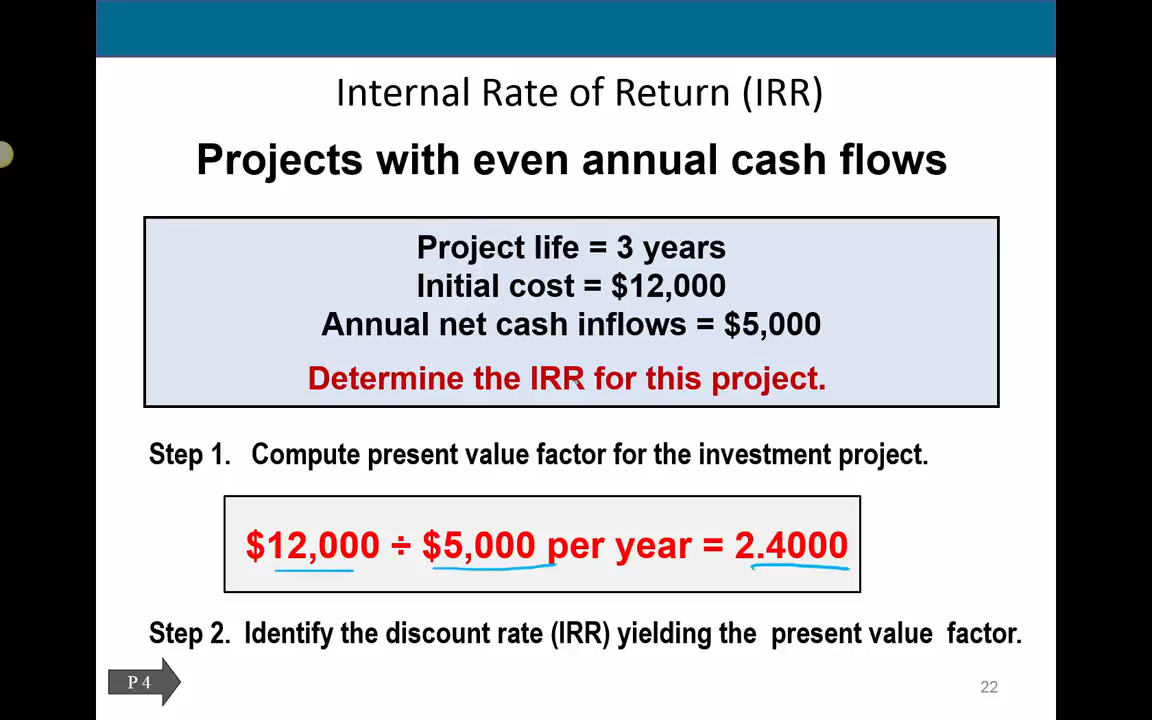 Internal Rate of Return (IRR)
Projects with even annual cash flows
Project life = 3 years
Initial cost = $12,000
Annual net cash inflows = $5,000
Determine the IRR for this project.
Step 1. Compute present value factor for the investment project.
$12,000 ÷ $5,000 per year = 2.4000
Step 2. Identify the discount rate (IRR) yielding the present value factor.
P 4
22